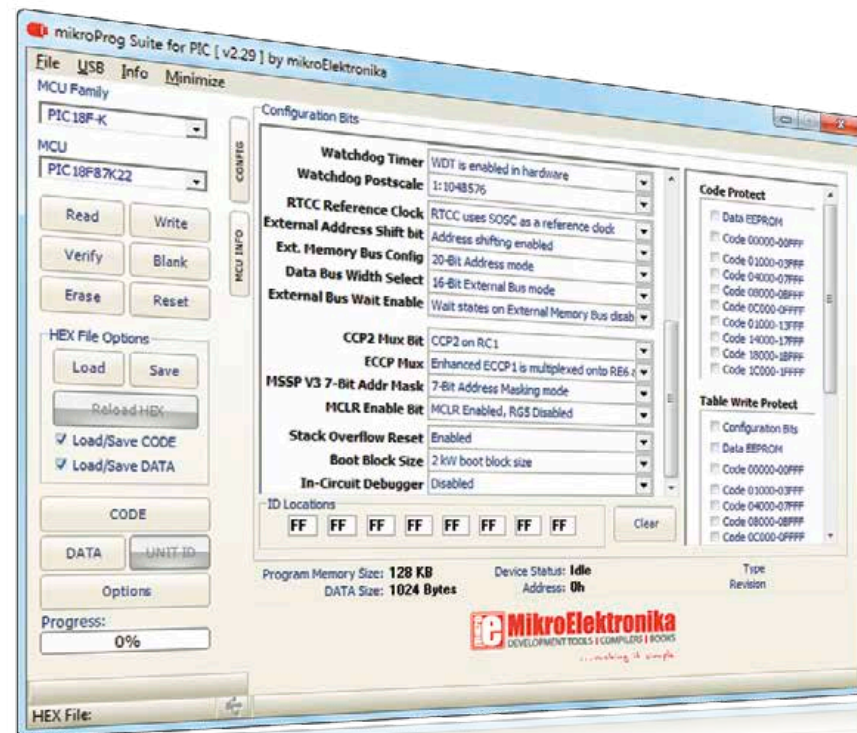 mikroProg Suite for PIC [ v2.29 ] by mikroElektronika
File USB Info Minimize
MCU Family
PIC18F-K
MCU
PIC18F87K22
Read Write
Verify Blank
Erase Reset
HEX File Options
Load Save
Reload HEX
Load/Save CODE
Load/Save DATA
CODE
DATA UNIT ID
Options
Progress:
0%
HEX File:
CONFIG
MCU INFO
Configuration Bits
Watchdog Timer WDT is enabled in hardware
Watchdog Postscale 1:1048576
RTCC Reference Clock RTCC uses SOSC as a reference clock
External Address Shift bit Address shifting enabled
Ext. Memory Bus Config 20-Bit Address mode
Data Bus Width Select 16-Bit External Bus mode
External Bus Wait Enable Wait states on External Memory Bus disab
CCP2 Mux Bit CCP2 on RC1
ECCP Mux Enhanced ECCP1 is multiplexed onto RE6 a
MSSP V3 7-Bit Addr Mask 7-Bit Address Masking mode
MCLR Enable Bit MCLR Enabled, RG5 Disabled
Stack Overflow Reset Enabled
Boot Block Size 2 kW boot block size
In-Circuit Debugger Disabled
ID Locations
FF FF FF FF FF FF FF FF
Clear
Code Protect
Data EEPROM
Code 00000-00FFF
Code 01000-03FFF
Code 04000-07FFF
Code 08000-0BFFF
Code 0C000-0FFFF
Code 01000-13FFF
Code 14000-17FFF
Code 18000-1BFFF
Code 1C000-1FFFF
Table Write Protect
Configuration Bits
Data EEPROM
Code 00000-00FFF
Code 01000-03FFF
Code 04000-07FFF
Code 08000-0BFFF
Code 0C000-0FFFF
Program Memory Size: 128 KB Device Status: Idle Type
DATA Size: 1024 Bytes Address: 0h Revision
MikroElektronika
DEVELOPMENT TOOLS | COMPILERS | BOOKS
...making it simple